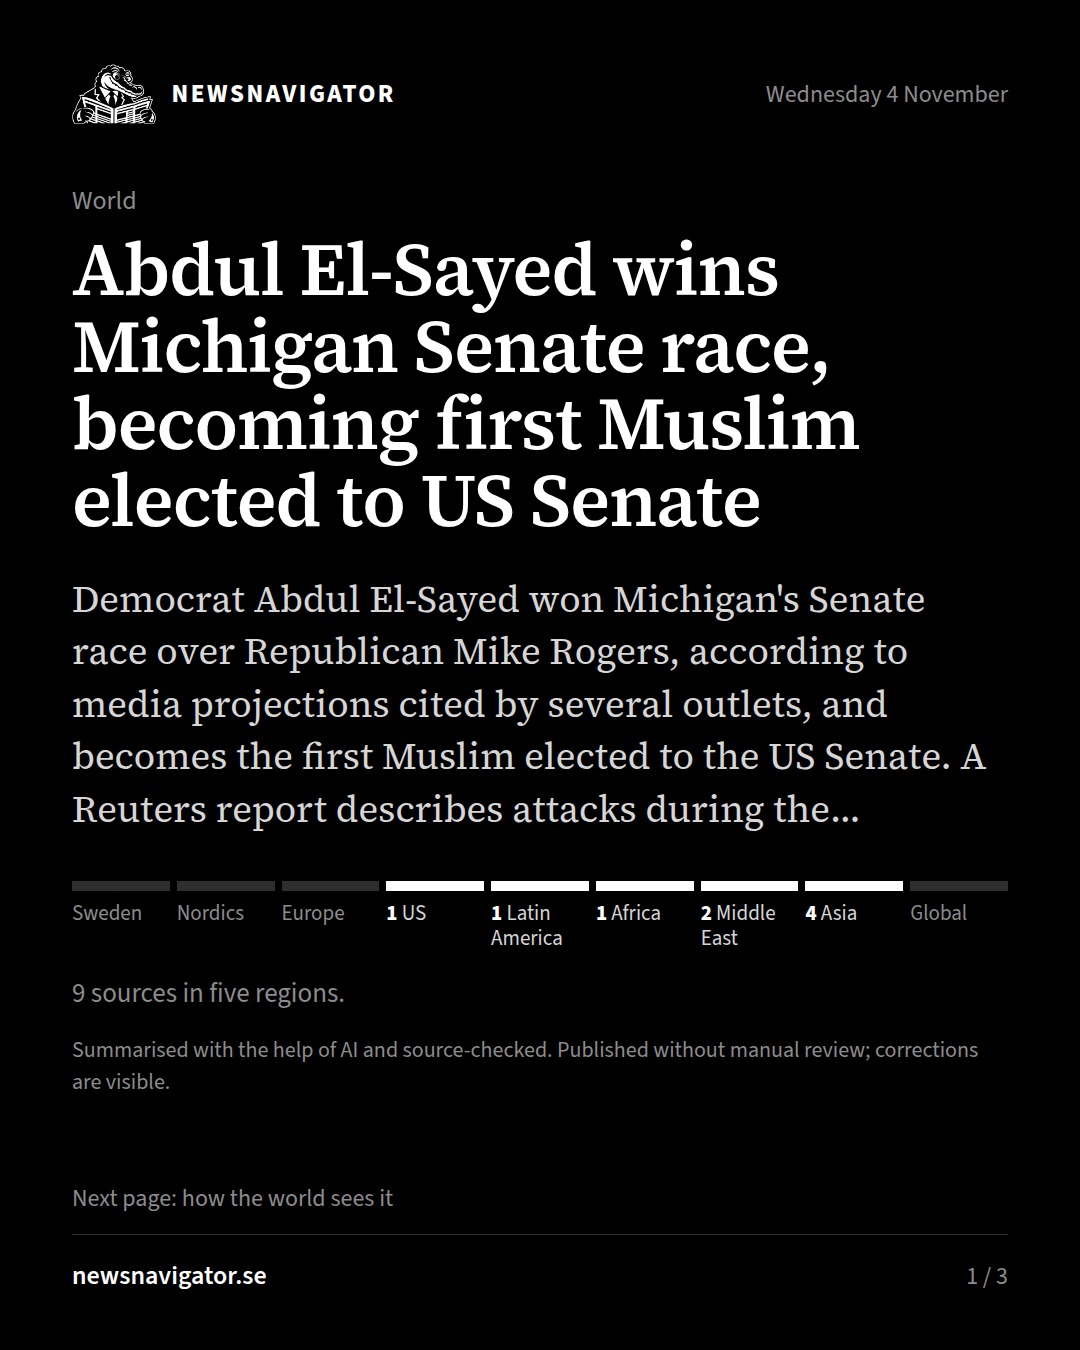 NEWSNAVIGATOR
Wednesday 4 November
World
Abdul El-Sayed wins
Michigan Senate race,
becoming first Muslim
elected to US Senate
Democrat Abdul El-Sayed won Michigan's Senate
race over Republican Mike Rogers, according to
media projections cited by several outlets, and
becomes the first Muslim elected to the US Senate. A
Reuters report describes attacks during the...
Sweden
Nordics
Europe
1 US
1 Latin
America
1 Africa
2 Middle
East
4 Asia
Global
9 sources in five regions.
Summarised with the help of AI and source-checked. Published without manual review; corrections
are visible.
Next page: how the world sees it
newsnavigator.se
1 / 3